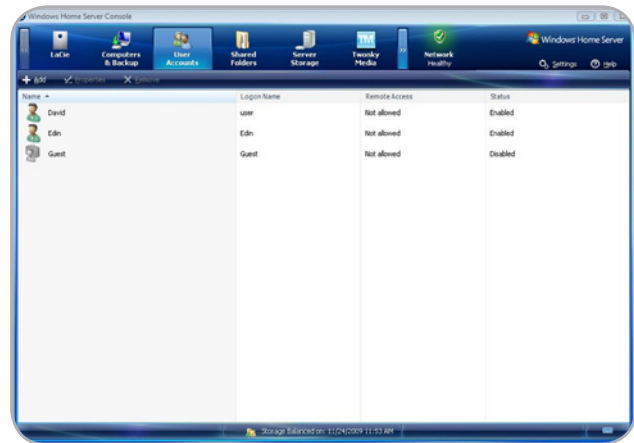 Windows Home Server Console
LaCie
Computers & Backup
User Accounts
Shared Folders
Server Storage
Twonky Media
Network Healthy
Windows Home Server
Settings Help
Add Properties Remove
Name Logon Name Remote Access Status
David user Not allowed Enabled
Edin Edin Not allowed Enabled
Guest Guest Not allowed Disabled
Storage Balanced on: 11/24/2009 11:53 AM